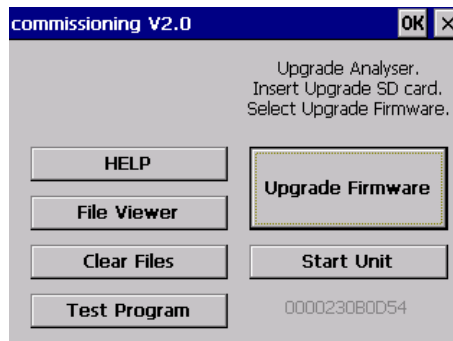 commissioning V2.0 OK ×
Upgrade Analyser.
Insert Upgrade SD card.
Select Upgrade Firmware.
HELP
Upgrade Firmware
File Viewer
Clear Files
Start Unit
Test Program
0000230B0D54